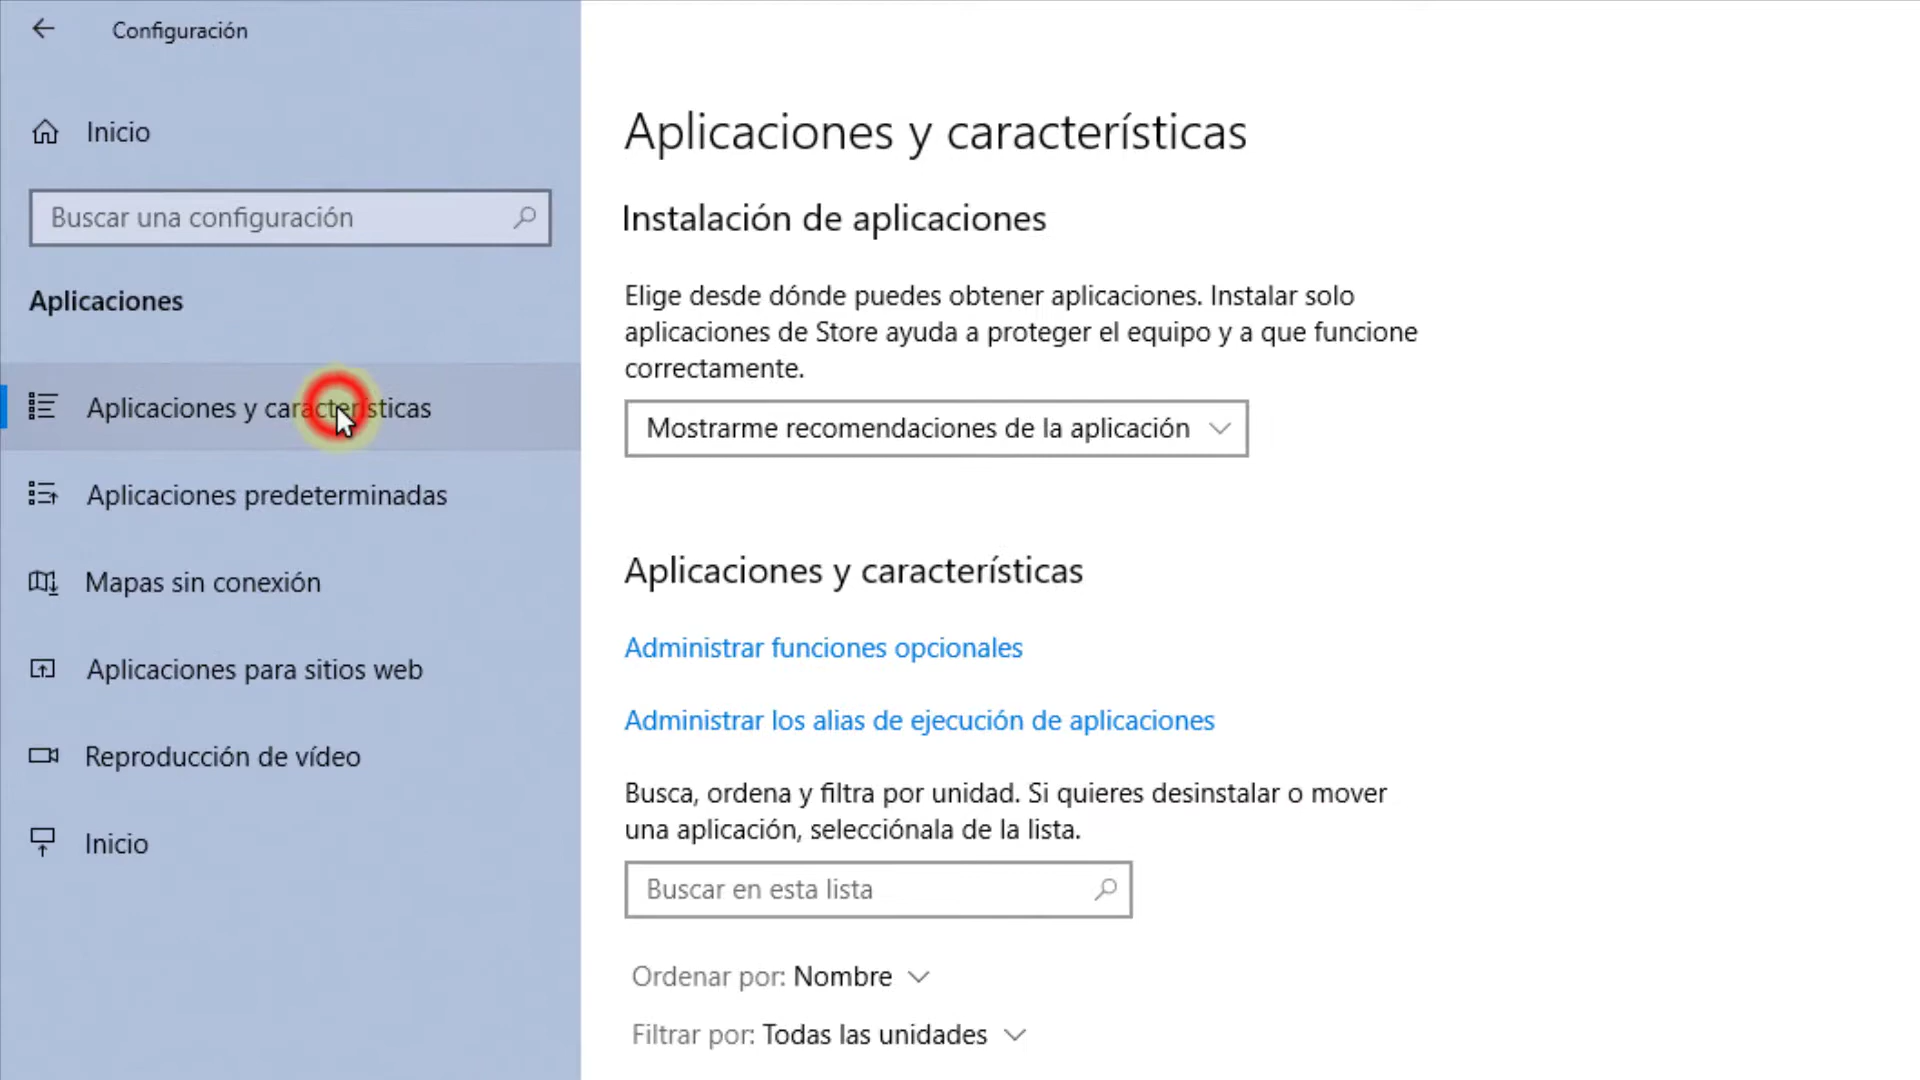 Configuración
Inicio
Buscar una configuración
Aplicaciones
Aplicaciones y características
Aplicaciones predeterminadas
Mapas sin conexión
Aplicaciones para sitios web
Reproducción de vídeo
Inicio
Aplicaciones y características
Instalación de aplicaciones
Elige desde dónde puedes obtener aplicaciones. Instalar solo
aplicaciones de Store ayuda a proteger el equipo y a que funcione
correctamente.
Mostrarme recomendaciones de la aplicación
Aplicaciones y características
Administrar funciones opcionales
Administrar los alias de ejecución de aplicaciones
Busca, ordena y filtra por unidad. Si quieres desinstalar o mover
una aplicación, selecciónala de la lista.
Buscar en esta lista
Ordenar por: Nombre
Filtrar por: Todas las unidades